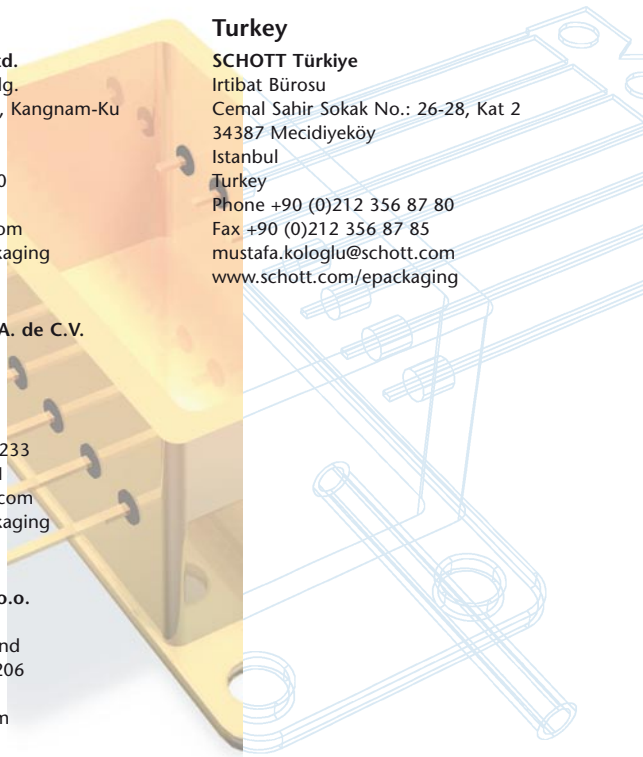 td.
lg.
, Kangnam-Ku
0
om
kaging
A. de C.V.
233
l
com
kaging
o.o.
nd
206
m
Turkey
SCHOTT Türkiye
Irtibat Bürosu
Cemal Sahir Sokak No.: 26-28, Kat 2
34387 Mecidiyeköy
Istanbul
Turkey
Phone +90 (0)212 356 87 80
Fax +90 (0)212 356 87 85
mustafa.kologlu@schott.com
www.schott.com/epackaging